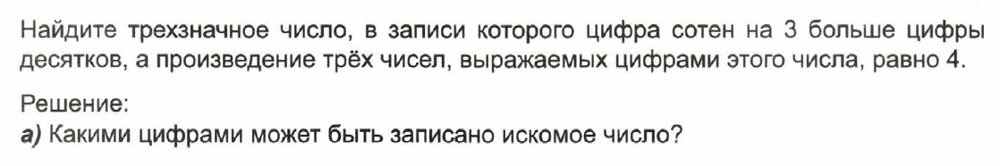 Найдите трехзначное число, в записи которого цифра сотен на 3 больше цифры
десятков, а произведение трёх чисел, выражаемых цифрами этого числа, равно 4.
Решение:
а) Какими цифрами может быть записано искомое число?